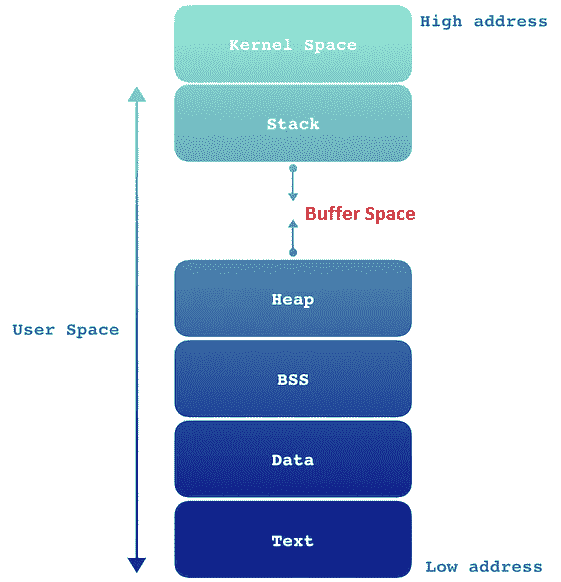 Kernel Space
High address
Stack
Buffer Space
Heap
User Space
BSS
Data
Text
Low address